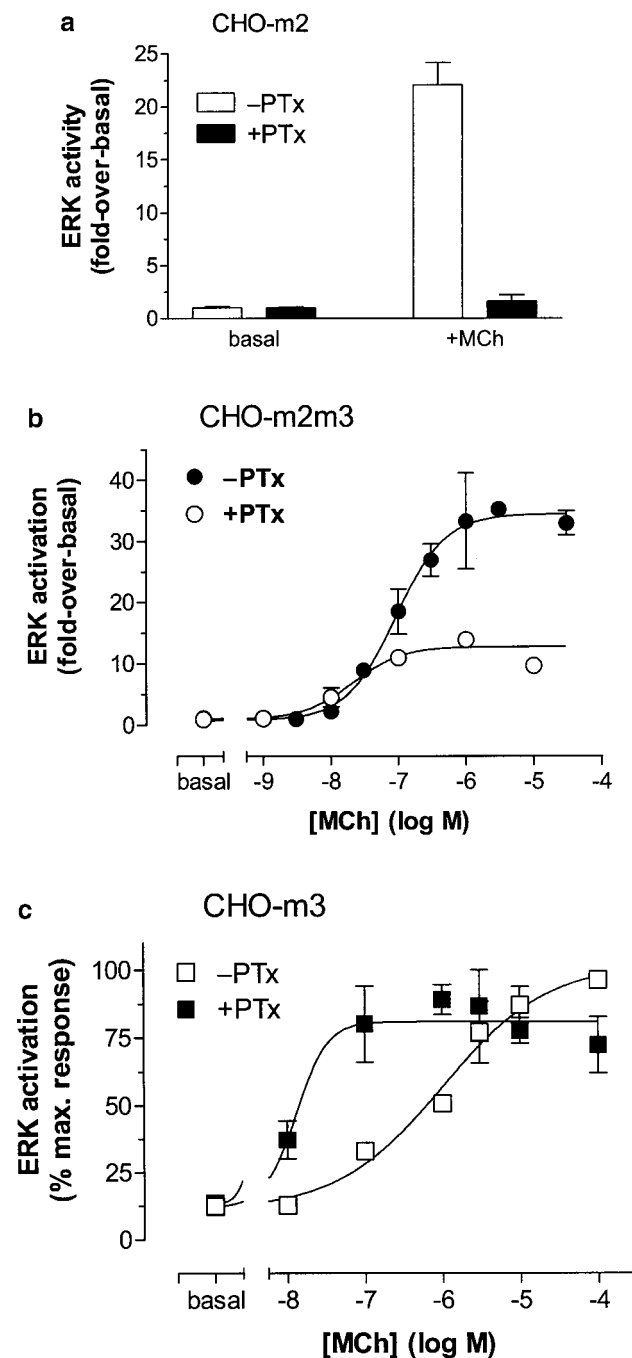 a
CHO-m2
ERK activity
(fold-over-basal)
25
20
15
10
5
0
–PTx
+PTx
basal
+MCh
b
CHO-m2m3
ERK activation
(fold-over-basal)
40
30
20
10
0
–PTx
+PTx
basal -9 -8 -7 -6 -5 -4
[MCh] (log M)
c
CHO-m3
ERK activation
(% max. response)
100
75
50
25
0
–PTx
+PTx
basal -8 -7 -6 -5 -4
[MCh] (log M)